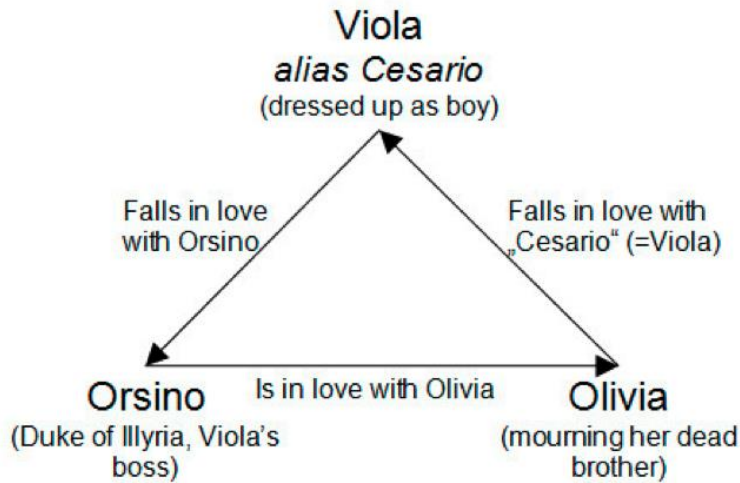 Viola
alias Cesario
(dressed up as boy)
Falls in love
with Orsino
Falls in love with
„Cesario“ (=Viola)
Is in love with Olivia
Orsino
(Duke of Illyria, Viola's
boss)
Olivia
(mourning her dead
brother)